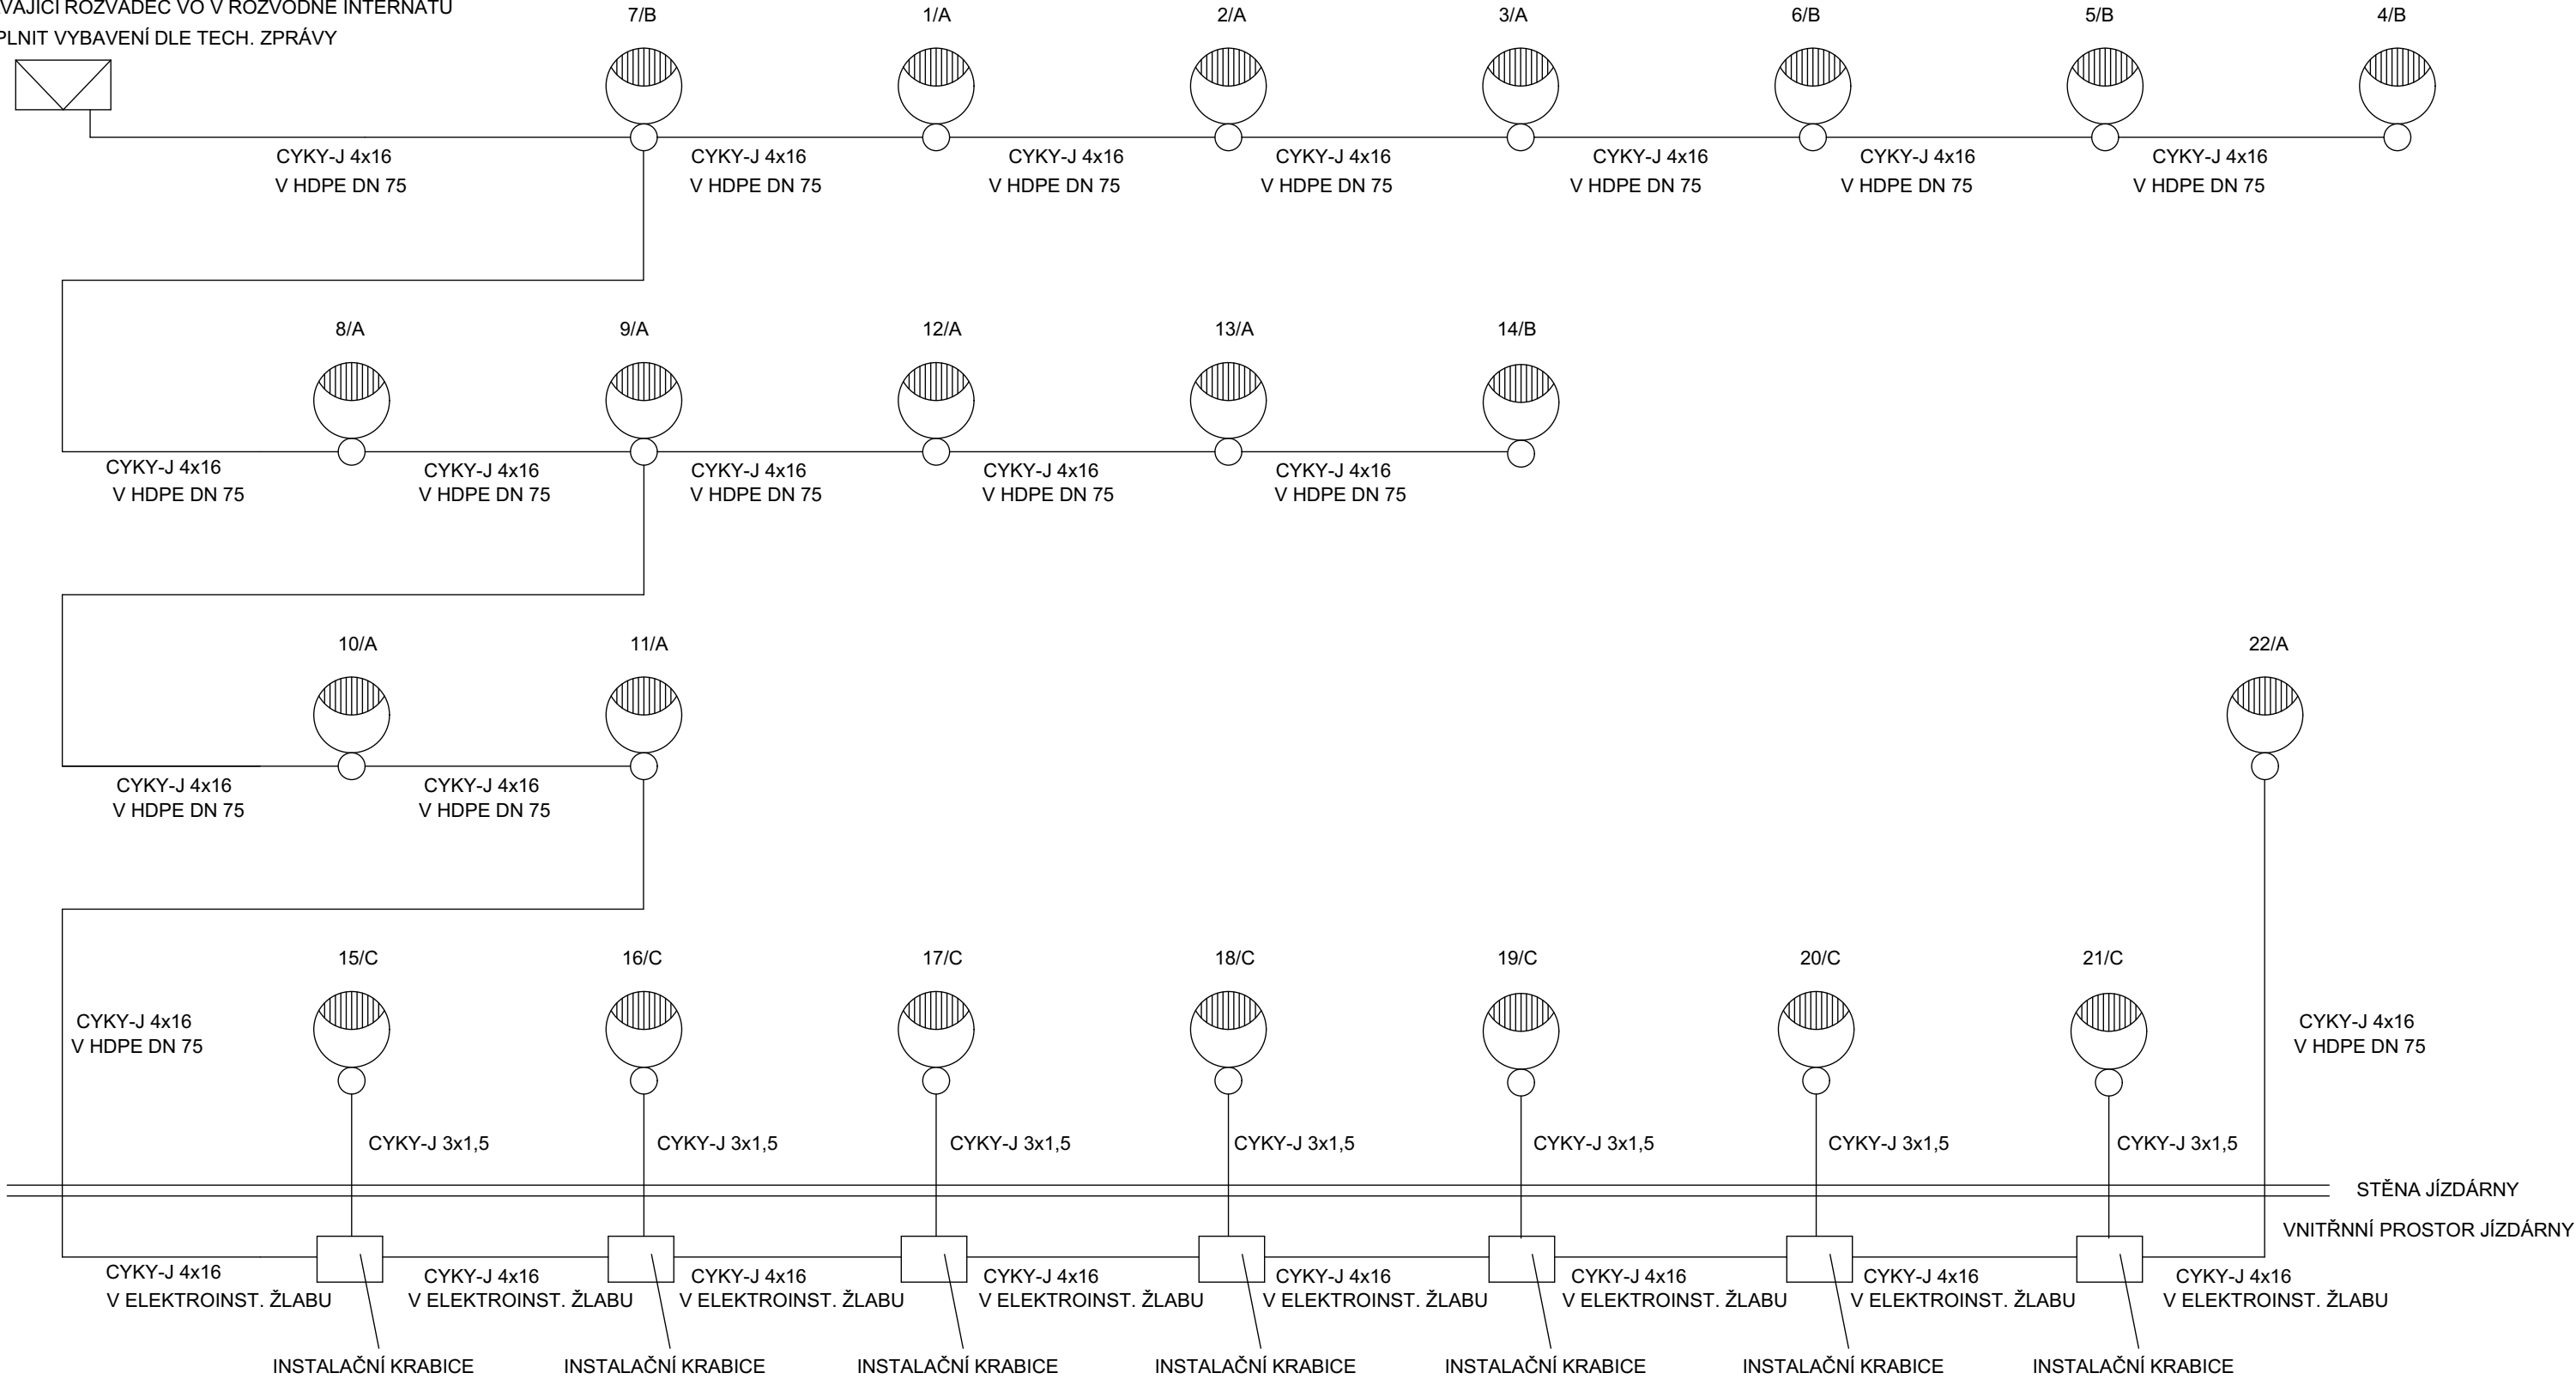 ROZVADĚČ VO V ROZVODNĚ INTERNÁTU
VYBAVENÍ DLE TECH. ZPRÁVY
7/B
1/A
2/A
3/A
6/B
5/B
4/B
CYKY-J 4x16
V HDPE DN 75
CYKY-J 4x16
V HDPE DN 75
CYKY-J 4x16
V HDPE DN 75
CYKY-J 4x16
V HDPE DN 75
CYKY-J 4x16
V HDPE DN 75
CYKY-J 4x16
V HDPE DN 75
CYKY-J 4x16
V HDPE DN 75
8/A
9/A
12/A
13/A
14/B
CYKY-J 4x16
V HDPE DN 75
CYKY-J 4x16
V HDPE DN 75
CYKY-J 4x16
V HDPE DN 75
CYKY-J 4x16
V HDPE DN 75
CYKY-J 4x16
V HDPE DN 75
10/A
11/A
22/A
CYKY-J 4x16
V HDPE DN 75
CYKY-J 4x16
V HDPE DN 75
15/C
16/C
17/C
18/C
19/C
20/C
21/C
CYKY-J 4x16
V HDPE DN 75
CYKY-J 4x16
V HDPE DN 75
CYKY-J 3x1,5
CYKY-J 3x1,5
CYKY-J 3x1,5
CYKY-J 3x1,5
CYKY-J 3x1,5
CYKY-J 3x1,5
CYKY-J 3x1,5
STĚNA JÍZDÁRNY
VNITŘNNÍ PROSTOR JÍZDÁRNY
CYKY-J 4x16
V ELEKTROINST. ŽLABU
CYKY-J 4x16
V ELEKTROINST. ŽLABU
CYKY-J 4x16
V ELEKTROINST. ŽLABU
CYKY-J 4x16
V ELEKTROINST. ŽLABU
CYKY-J 4x16
V ELEKTROINST. ŽLABU
CYKY-J 4x16
V ELEKTROINST. ŽLABU
CYKY-J 4x16
V ELEKTROINST. ŽLABU
CYKY-J 4x16
V ELEKTROINST. ŽLABU
INSTALAČNÍ KRABICE
INSTALAČNÍ KRABICE
INSTALAČNÍ KRABICE
INSTALAČNÍ KRABICE
INSTALAČNÍ KRABICE
INSTALAČNÍ KRABICE
INSTALAČNÍ KRABICE